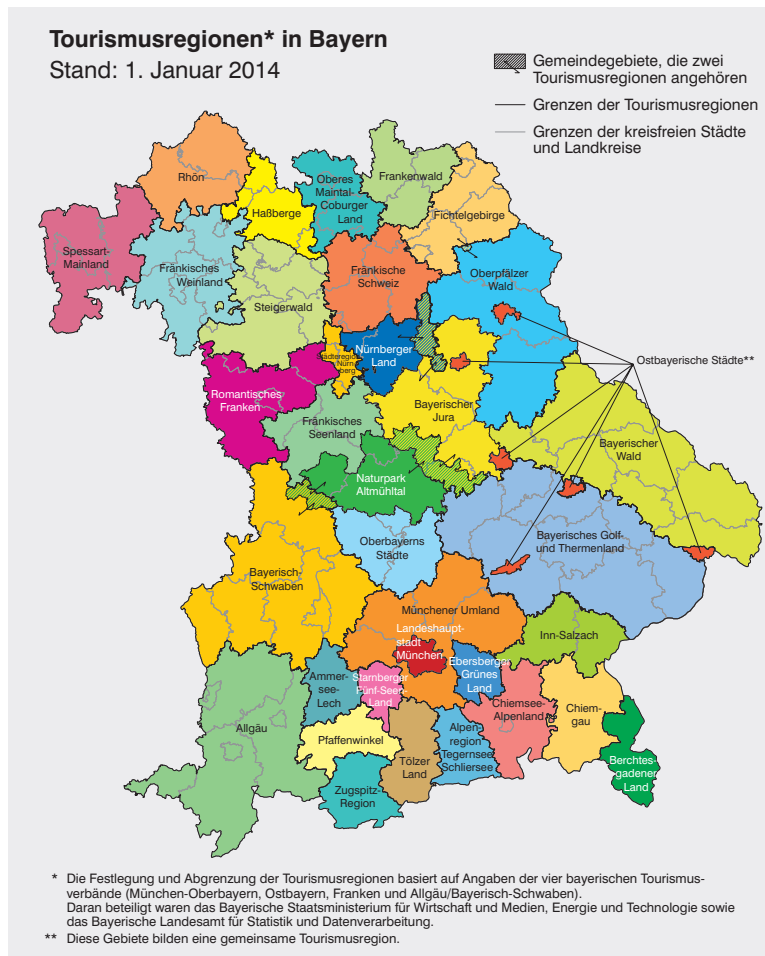 Tourismusregionen* in Bayern
Stand: 1. Januar 2014
Gemeindegebiete, die zwei
Tourismusregionen angehören
Grenzen der Tourismusregionen
Grenzen der kreisfreien Städte
und Landkreise
Rhön
Haßberge
Oberes
Maintal-
Coburger
Land
Frankenwald
Fichtelgebirge
Spessart-
Mainland
Fränkisches
Weinland
Steigerwald
Fränkische
Schweiz
Oberpfälzer
Wald
Städteregion
Nürn-
berg
Nürnberger
Land
Ostbayerische Städte**
Romantisches
Franken
Fränkisches
Seenland
Bayerischer
Jura
Bayerischer
Wald
Naturpark
Altmühltal
Oberbayerns
Städte
Bayerisches Golf-
und Thermenland
Bayerisch-
Schwaben
Münchener Umland
Landeshaupt-
stadt
München
Inn-Salzach
Ebersberger
Grünes
Land
Ammer-
see-
Lech
Starnberger
Fünf-Seen-
Land
Chiemsee-
Alpenland
Chiem-
gau
Allgäu
Pfaffenwinkel
Tölzer
Land
Alpen-
region
Tegernsee
Schliersee
Berchtes-
gadener
Land
Zugspitz-
Region
* Die Festlegung und Abgrenzung der Tourismusregionen basiert auf Angaben der vier bayerischen Tourismus-
verbände (München-Oberbayern, Ostbayern, Franken und Allgäu/Bayerisch-Schwaben).
Daran beteiligt waren das Bayerische Staatsministerium für Wirtschaft und Medien, Energie und Technologie sowie
das Bayerische Landesamt für Statistik und Datenverarbeitung.
** Diese Gebiete bilden eine gemeinsame Tourismusregion.